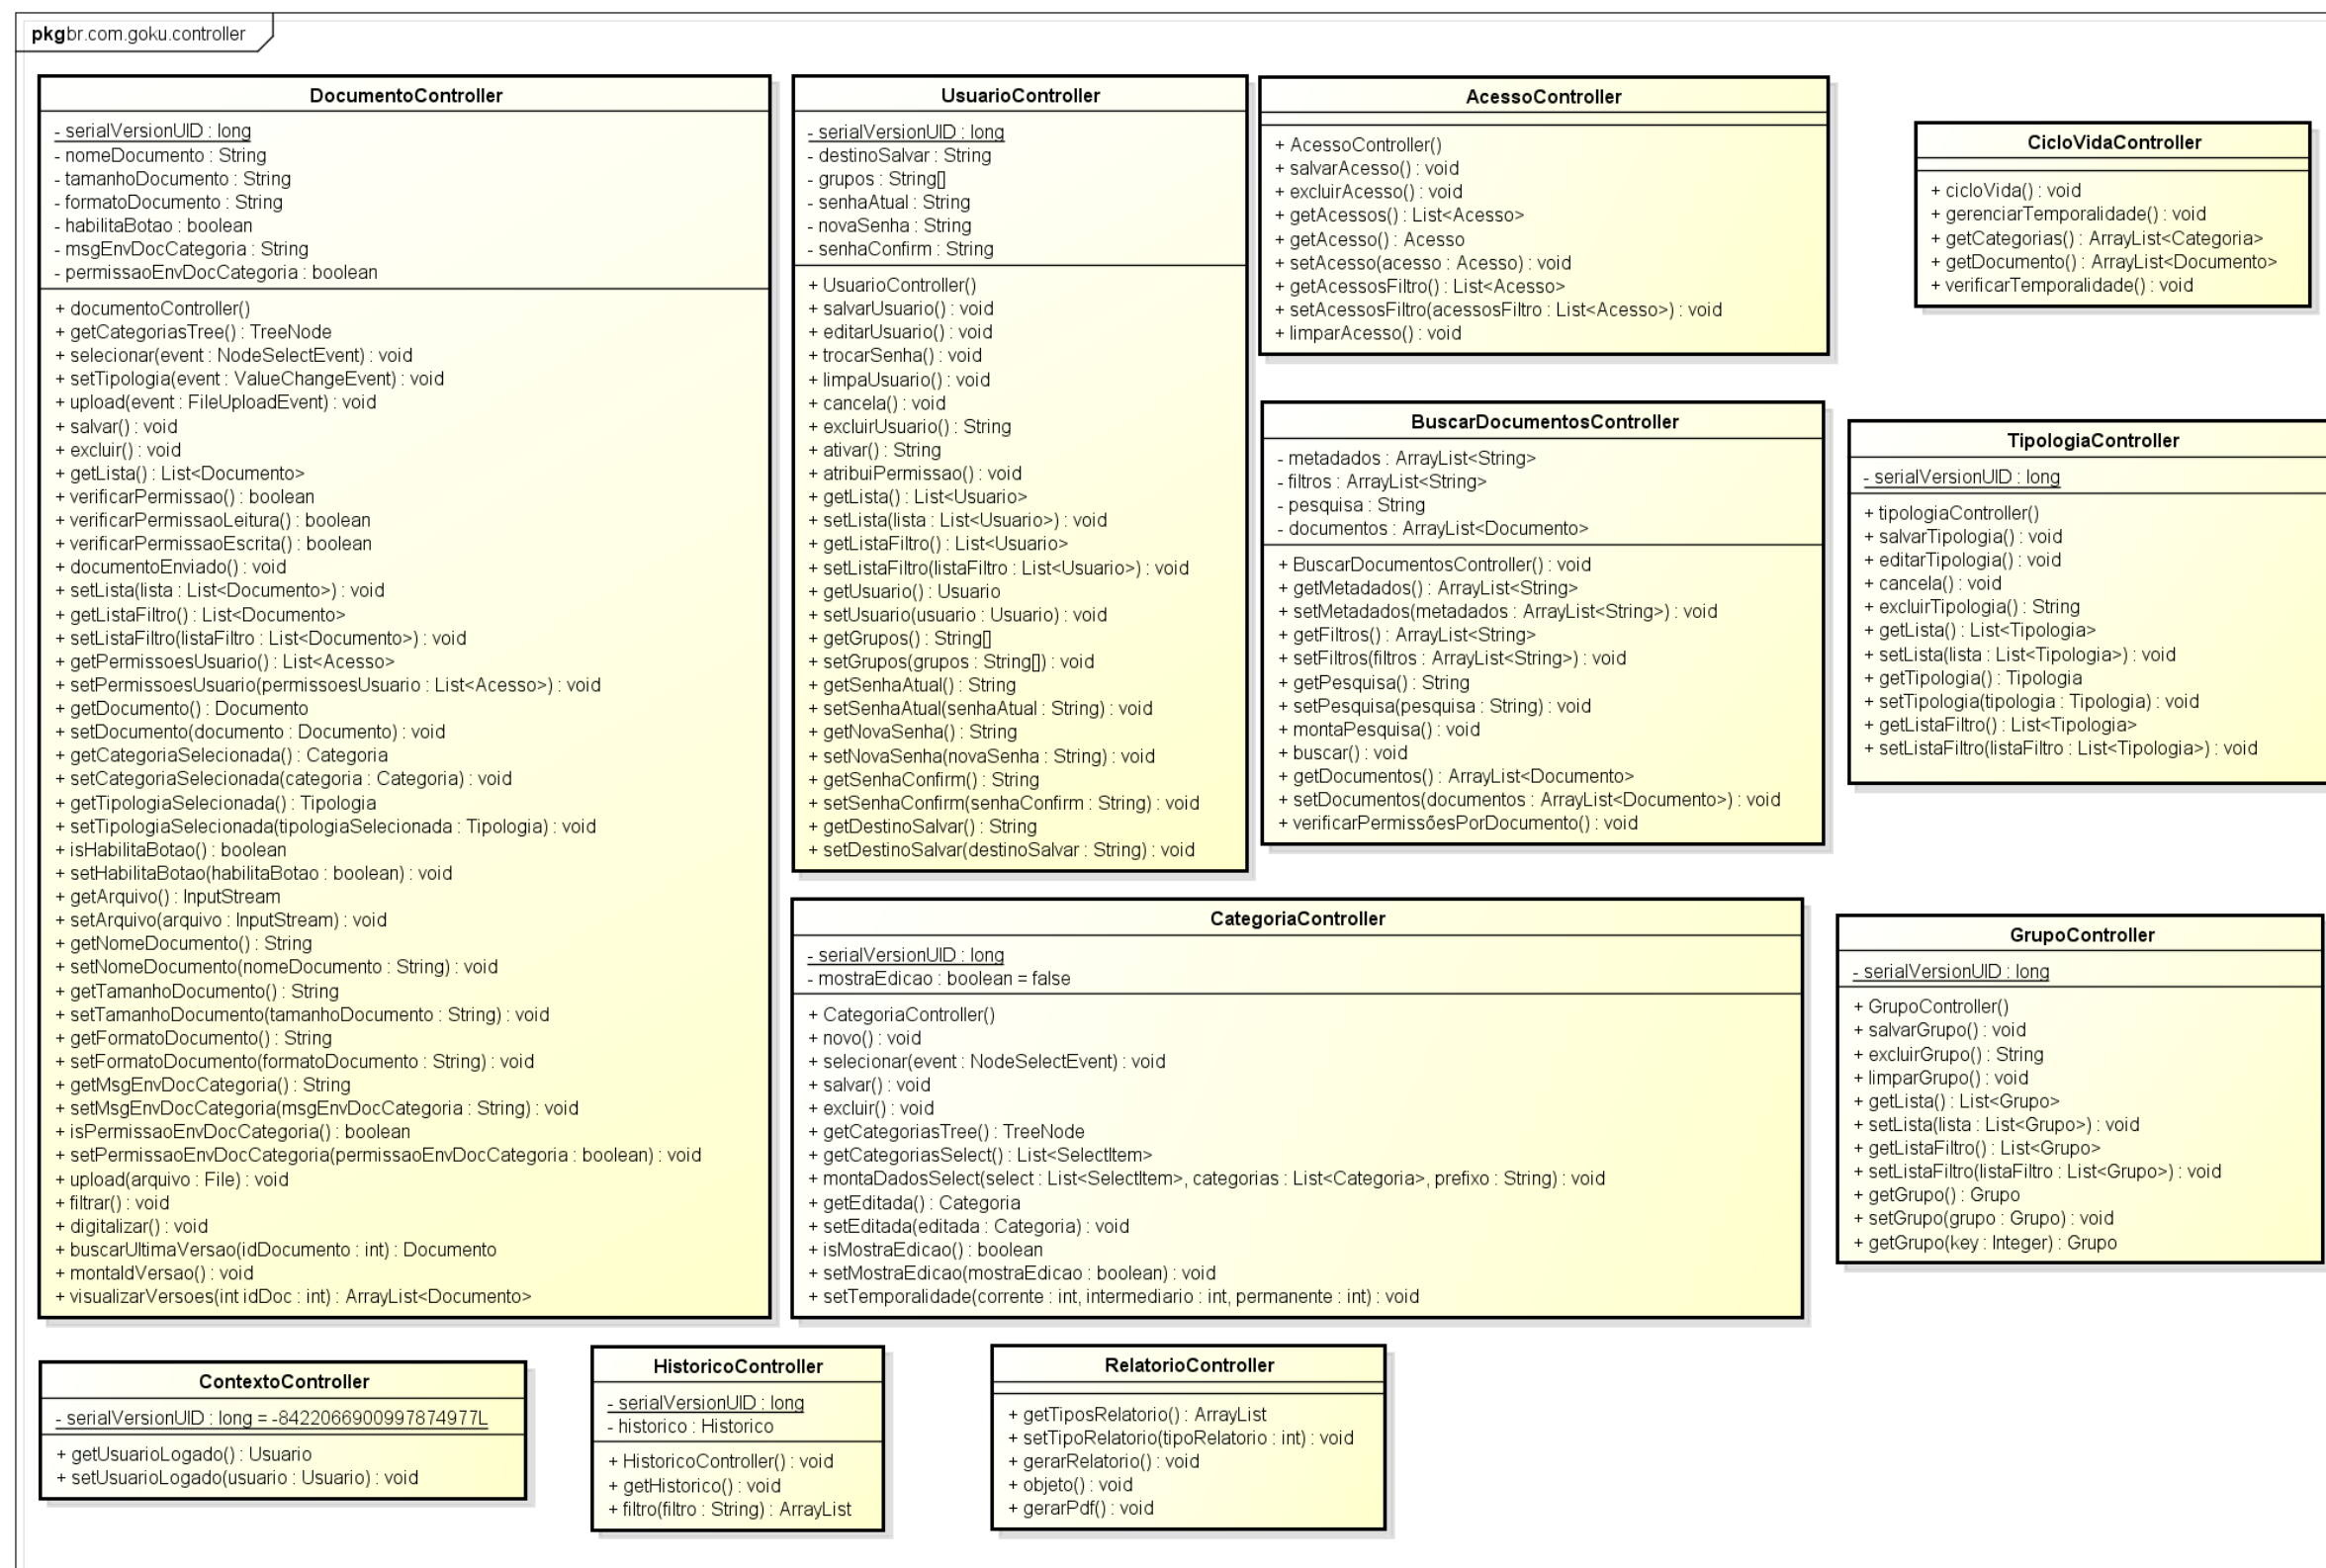 pkgbr.com.goku.controller
DocumentoController
- serialVersionUID : long
- nomeDocumento : String
- tamanhoDocumento : String
- formatoDocumento : String
- habilitaBotao : boolean
- msgEnvDocCategoria : String
- permissaoEnvDocCategoria : boolean
+ documentoController()
+ getCategoriasTree() : TreeNode
+ selecionar(event : NodeSelectEvent) : void
+ setTipologia(event : ValueChangeEvent) : void
+ upload(event : FileUploadEvent) : void
+ salvar() : void
+ excluir() : void
+ getLista() : List<Documento>
+ verificarPermissao() : boolean
+ verificarPermissaoLeitura() : boolean
+ verificarPermissaoEscrita() : boolean
+ documentoEnviado() : void
+ setLista(lista : List<Documento>) : void
+ getListaFiltro() : List<Documento>
+ setListaFiltro(listaFiltro : List<Documento>) : void
+ getPermissoesUsuario() : List<Acesso>
+ setPermissoesUsuario(permissoesUsuario : List<Acesso>) : void
+ getDocumento() : Documento
+ setDocumento(documento : Documento) : void
+ getCategoriaSelecionada() : Categoria
+ setCategoriaSelecionada(categoria : Categoria) : void
+ getTipologiaSelecionada() : Tipologia
+ setTipologiaSelecionada(tipologiaSelecionada : Tipologia) : void
+ isHabilitaBotao() : boolean
+ setHabilitaBotao(habilitaBotao : boolean) : void
+ getArquivo() : InputStream
+ setArquivo(arquivo : InputStream) : void
+ getNomeDocumento() : String
+ setNomeDocumento(nomeDocumento : String) : void
+ getTamanhoDocumento() : String
+ setTamanhoDocumento(tamanhoDocumento : String) : void
+ getFormatoDocumento() : String
+ setFormatoDocumento(formatoDocumento : String) : void
+ getMsgEnvDocCategoria() : String
+ setMsgEnvDocCategoria(msgEnvDocCategoria : String) : void
+ isPermissaoEnvDocCategoria() : boolean
+ setPermissaoEnvDocCategoria(permissaoEnvDocCategoria : boolean) : void
+ upload(arquivo : File) : void
+ filtrar() : void
+ digitalizar() : void
+ buscarUltimaVersao(idDocumento : int) : Documento
+ montaIdVersao() : void
+ visualizarVersoes(int idDoc : int) : ArrayList<Documento>
UsuarioController
- serialVersionUID : long
- destinoSalvar : String
- grupos : String[]
- senhaAtual : String
- novaSenha : String
- senhaConfirm : String
+ UsuarioController()
+ salvarUsuario() : void
+ editarUsuario() : void
+ trocarSenha() : void
+ limpaUsuario() : void
+ cancela() : void
+ excluirUsuario() : String
+ ativar() : String
+ atribuiPermissao() : void
+ getLista() : List<Usuario>
+ setLista(lista : List<Usuario>) : void
+ getListaFiltro() : List<Usuario>
+ setListaFiltro(listaFiltro : List<Usuario>) : void
+ getUsuario() : Usuario
+ setUsuario(usuario : Usuario) : void
+ getGrupos() : String[]
+ setGrupos(grupos : String[]) : void
+ getSenhaAtual() : String
+ setSenhaAtual(senhaAtual : String) : void
+ getNovaSenha() : String
+ setNovaSenha(novaSenha : String) : void
+ getSenhaConfirm() : String
+ setSenhaConfirm(senhaConfirm : String) : void
+ getDestinoSalvar() : String
+ setDestinoSalvar(destinoSalvar : String) : void
AcessoController
+ AcessoController()
+ salvarAcesso() : void
+ excluirAcesso() : void
+ getAcessos() : List<Acesso>
+ getAcesso() : Acesso
+ setAcesso(acesso : Acesso) : void
+ getAcessosFiltro() : List<Acesso>
+ setAcessosFiltro(acessosFiltro : List<Acesso>) : void
+ limparAcesso() : void
CicloVidaController
+ cicloVida() : void
+ gerenciarTemporalidade() : void
+ getCategorias() : ArrayList<Categoria>
+ getDocumento() : ArrayList<Documento>
+ verificarTemporalidade() : void
BuscarDocumentosController
- metadados : ArrayList<String>
- filtros : ArrayList<String>
- pesquisa : String
- documentos : ArrayList<Documento>
+ BuscarDocumentosController() : void
+ getMetadados() : ArrayList<String>
+ setMetadados(metadados : ArrayList<String>) : void
+ getFiltros() : ArrayList<String>
+ setFiltros(filtros : ArrayList<String>) : void
+ getPesquisa() : String
+ setPesquisa(pesquisa : String) : void
+ montaPesquisa() : void
+ buscar() : void
+ getDocumentos() : ArrayList<Documento>
+ setDocumentos(documentos : ArrayList<Documento>) : void
+ verificarPermissõesPorDocumento() : void
TipologiaController
- serialVersionUID : long
+ tipologiaController()
+ salvarTipologia() : void
+ editarTipologia() : void
+ cancela() : void
+ excluirTipologia() : String
+ getLista() : List<Tipologia>
+ setLista(lista : List<Tipologia>) : void
+ getTipologia() : Tipologia
+ setTipologia(tipologia : Tipologia) : void
+ getListaFiltro() : List<Tipologia>
+ setListaFiltro(listaFiltro : List<Tipologia>) : void
CategoriaController
- serialVersionUID : long
- mostraEdicao : boolean = false
+ CategoriaController()
+ novo() : void
+ selecionar(event : NodeSelectEvent) : void
+ salvar() : void
+ excluir() : void
+ getCategoriasTree() : TreeNode
+ getCategoriasSelect() : List<SelectItem>
+ montaDadosSelect(select : List<SelectItem>, categorias : List<Categoria>, prefixo : String) : void
+ getEditada() : Categoria
+ setEditada(editada : Categoria) : void
+ isMostraEdicao() : boolean
+ setMostraEdicao(mostraEdicao : boolean) : void
+ setTemporalidade(corrente : int, intermediario : int, permanente : int) : void
GrupoController
- serialVersionUID : long
+ GrupoController()
+ salvarGrupo() : void
+ excluirGrupo() : String
+ limparGrupo() : void
+ getLista() : List<Grupo>
+ setLista(lista : List<Grupo>) : void
+ getListaFiltro() : List<Grupo>
+ setListaFiltro(listaFiltro : List<Grupo>) : void
+ getGrupo() : Grupo
+ setGrupo(grupo : Grupo) : void
+ getGrupo(key : Integer) : Grupo
ContextoController
- serialVersionUID : long = -8422066900997874977L
+ getUsuarioLogado() : Usuario
+ setUsuarioLogado(usuario : Usuario) : void
HistoricoController
- serialVersionUID : long
- historico : Historico
+ HistoricoController() : void
+ getHistorico() : void
+ filtro(filtro : String) : ArrayList
RelatorioController
+ getTiposRelatorio() : ArrayList
+ setTipoRelatorio(tipoRelatorio : int) : void
+ gerarRelatorio() : void
+ objeto() : void
+ gerarPdf() : void